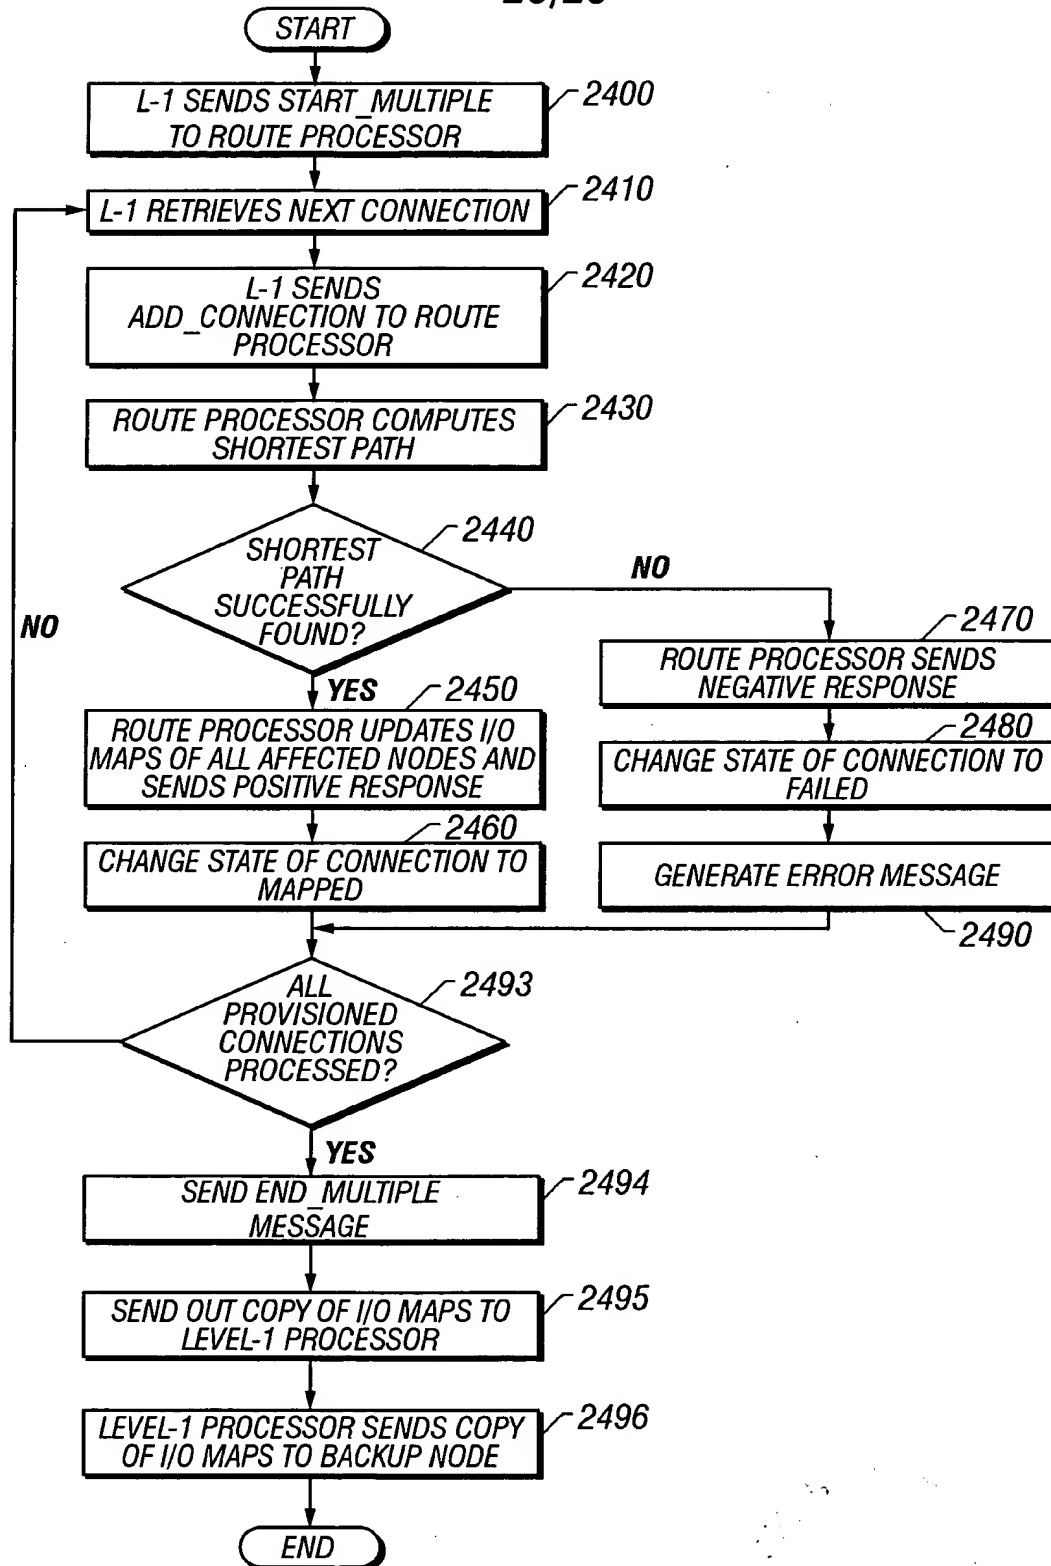 START
L-1 SENDS START_MULTIPLE
TO ROUTE PROCESSOR
2400
L-1 RETRIEVES NEXT CONNECTION
2410
L-1 SENDS
ADD_CONNECTION TO ROUTE
PROCESSOR
2420
ROUTE PROCESSOR COMPUTES
SHORTEST PATH
2430
SHORTEST
PATH
SUCCESSFULLY
FOUND?
2440
NO
NO
YES
2450
ROUTE PROCESSOR UPDATES I/O
MAPS OF ALL AFFECTED NODES AND
SENDS POSITIVE RESPONSE
2460
CHANGE STATE OF CONNECTION TO
MAPPED
2470
ROUTE PROCESSOR SENDS
NEGATIVE RESPONSE
2480
CHANGE STATE OF CONNECTION TO
FAILED
GENERATE ERROR MESSAGE
2490
ALL
PROVISIONED
CONNECTIONS
PROCESSED?
2493
YES
SEND END_MULTIPLE
MESSAGE
2494
SEND OUT COPY OF I/O MAPS TO
LEVEL-1 PROCESSOR
2495
LEVEL-1 PROCESSOR SENDS COPY
OF I/O MAPS TO BACKUP NODE
2496
END